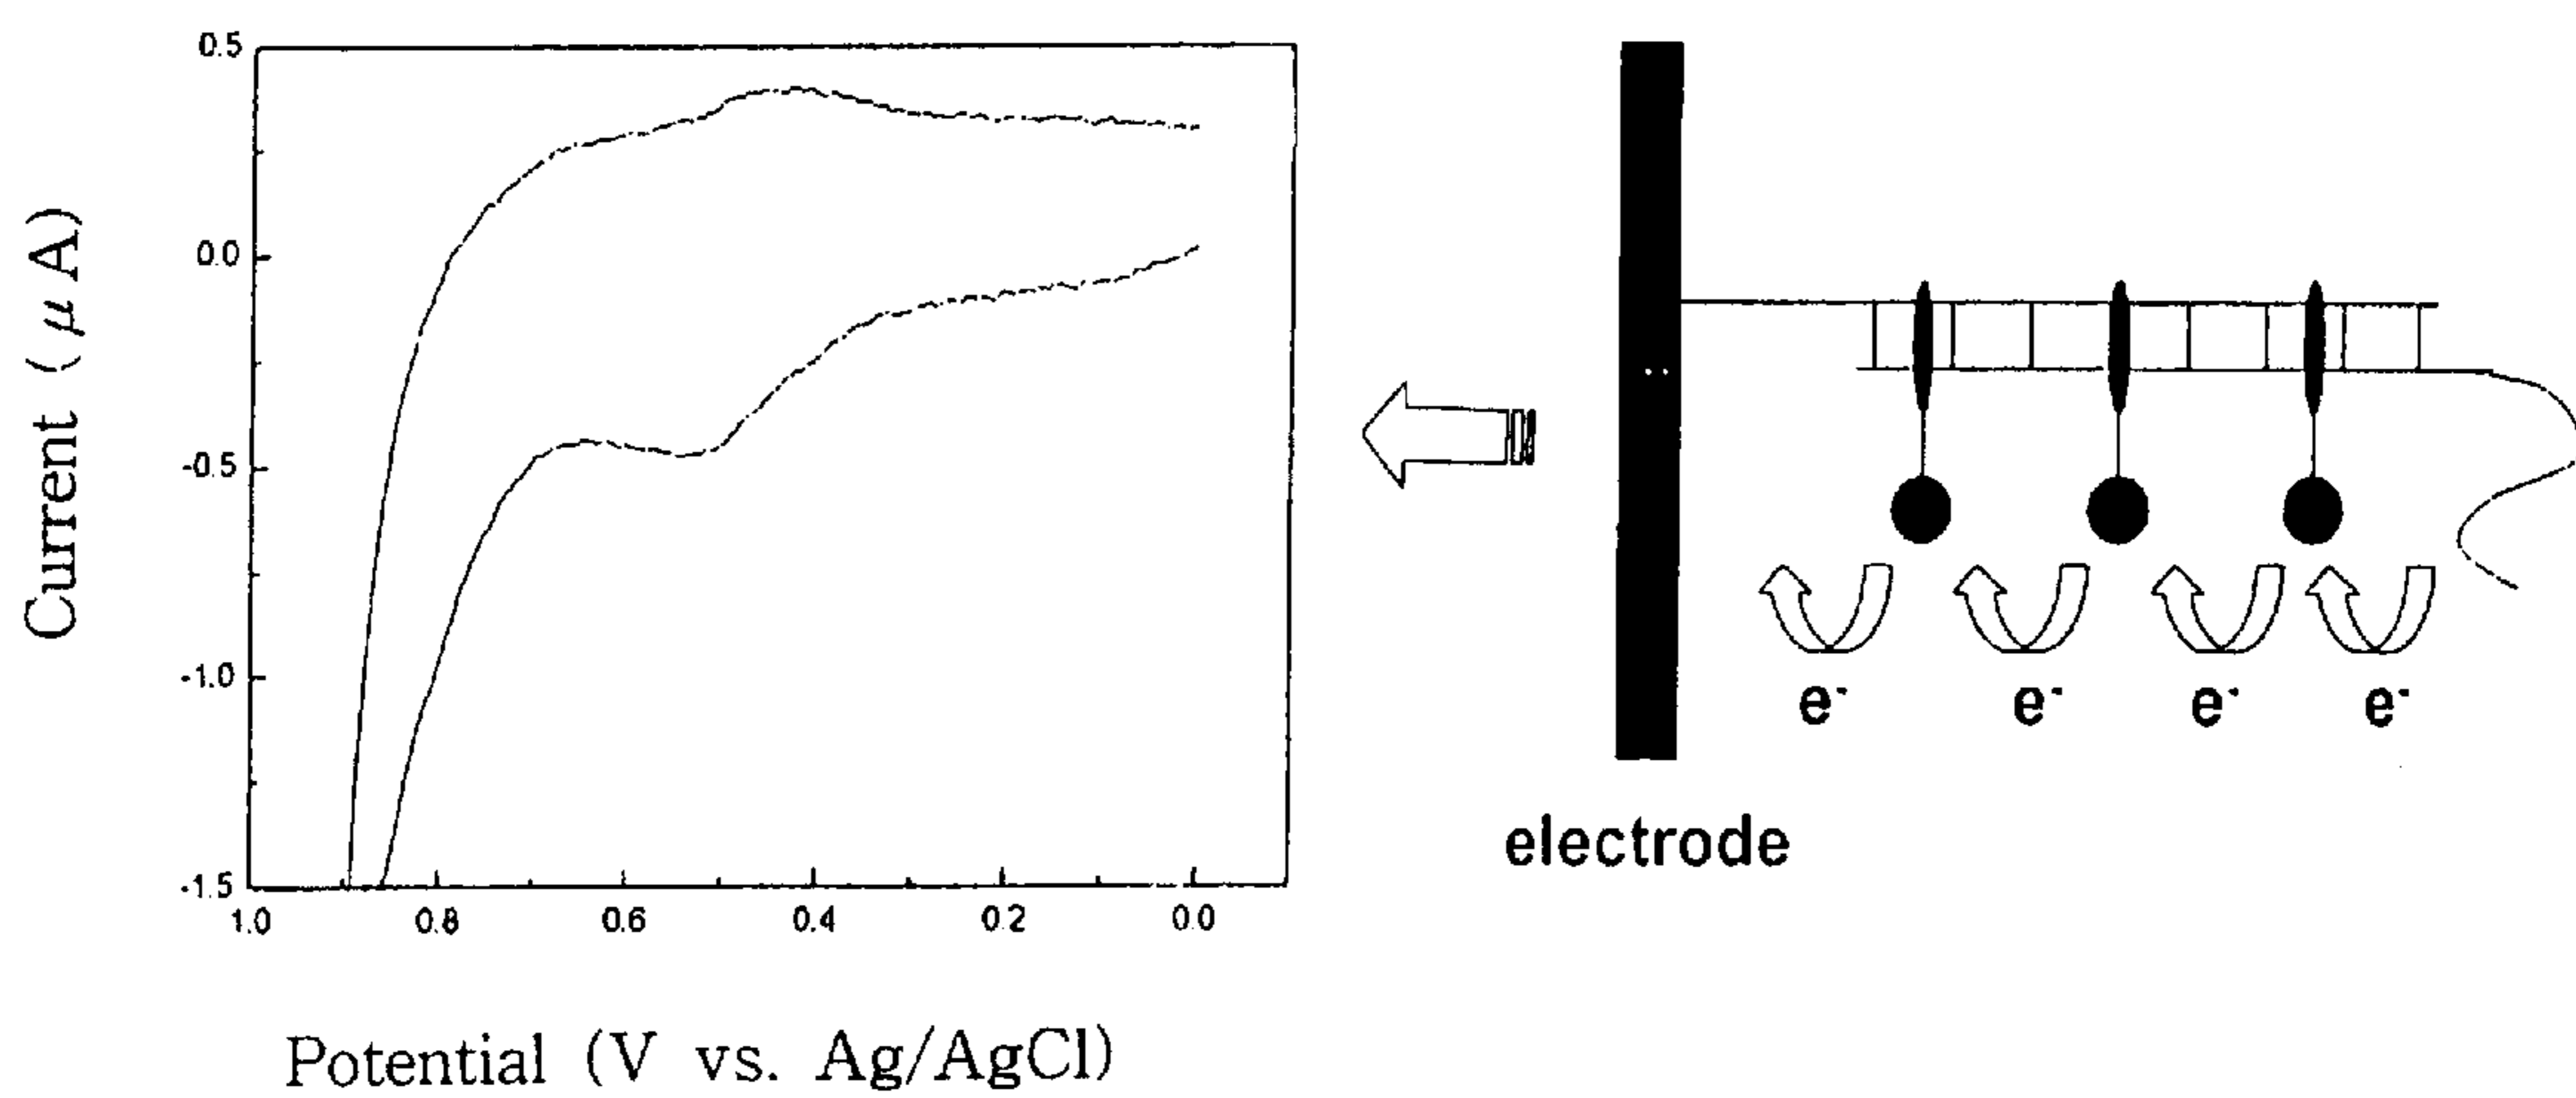 Current (μA)
0.5
0.0
-0.5
-1.0
-1.5
1.0 0.8 0.6 0.4 0.2 0.0
Potential (V vs. Ag/AgCl)
e- e- e- e-
electrode